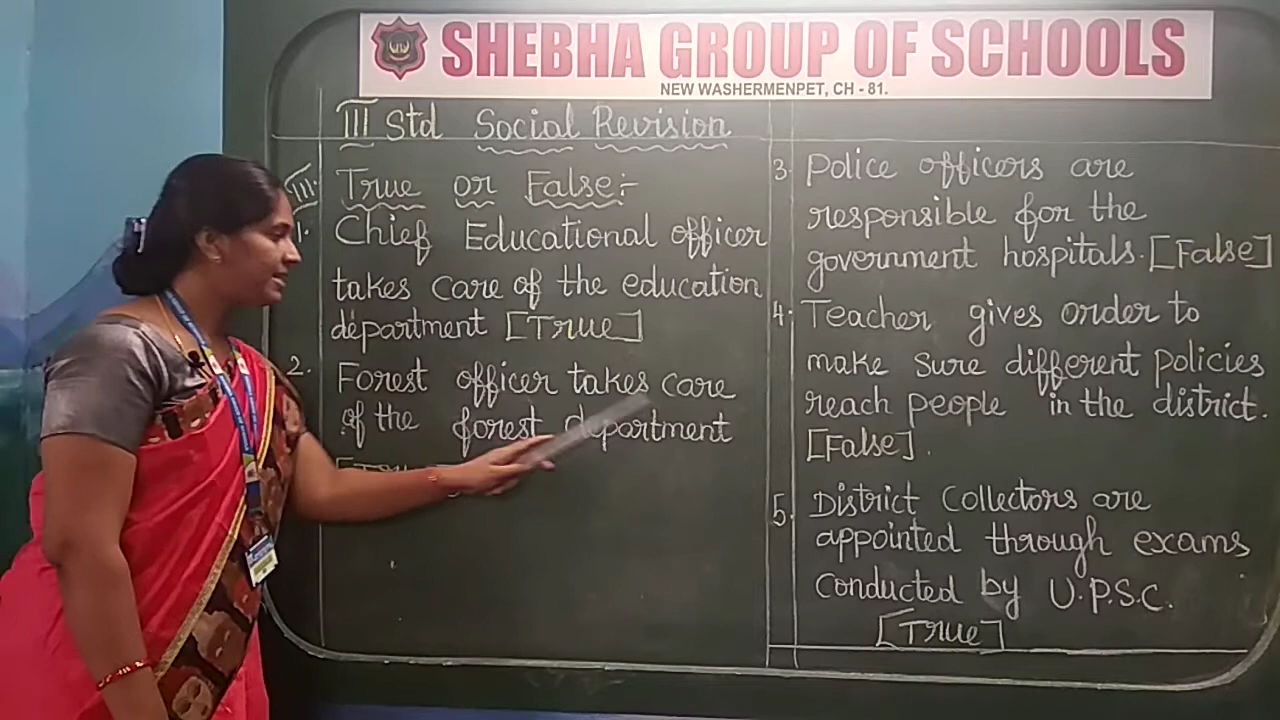 SHEBHA GROUP OF SCHOOLS
NEW WASHERMENPET, CH - 81.
III Std Social Revision
III. True or False:-
1. Chief Educational officer
takes care of the education
department [True]
2. Forest officer takes care
of the forest department
3. Police officers are
responsible for the
government hospitals. [False]
4. Teacher gives order to
make sure different policies
reach people in the district.
[False].
5. District Collectors are
appointed through exams
conducted by U.P.S.C.
[True]